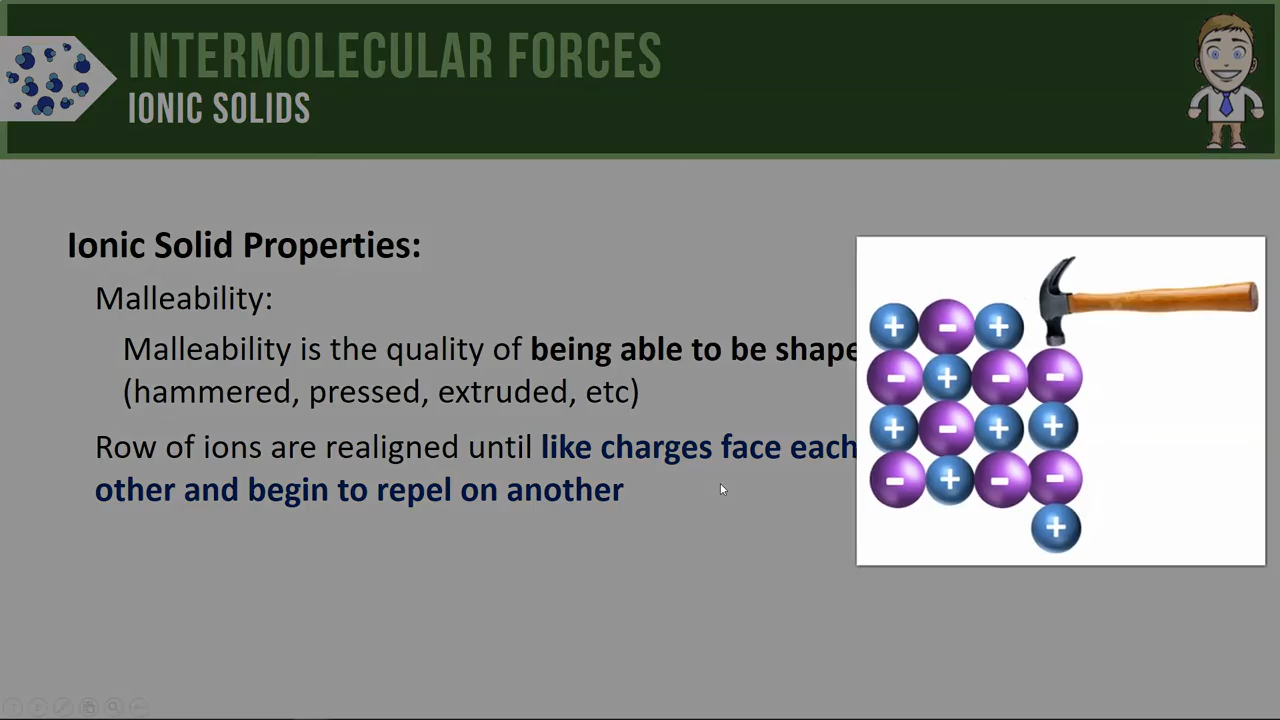 INTERMOLECULAR FORCES
IONIC SOLIDS
Ionic Solid Properties:
Malleability:
Malleability is the quality of being able to be shape
(hammered, pressed, extruded, etc)
Row of ions are realigned until like charges face each
other and begin to repel on another
+ - +
- + - -
+ - + +
- + - -
+